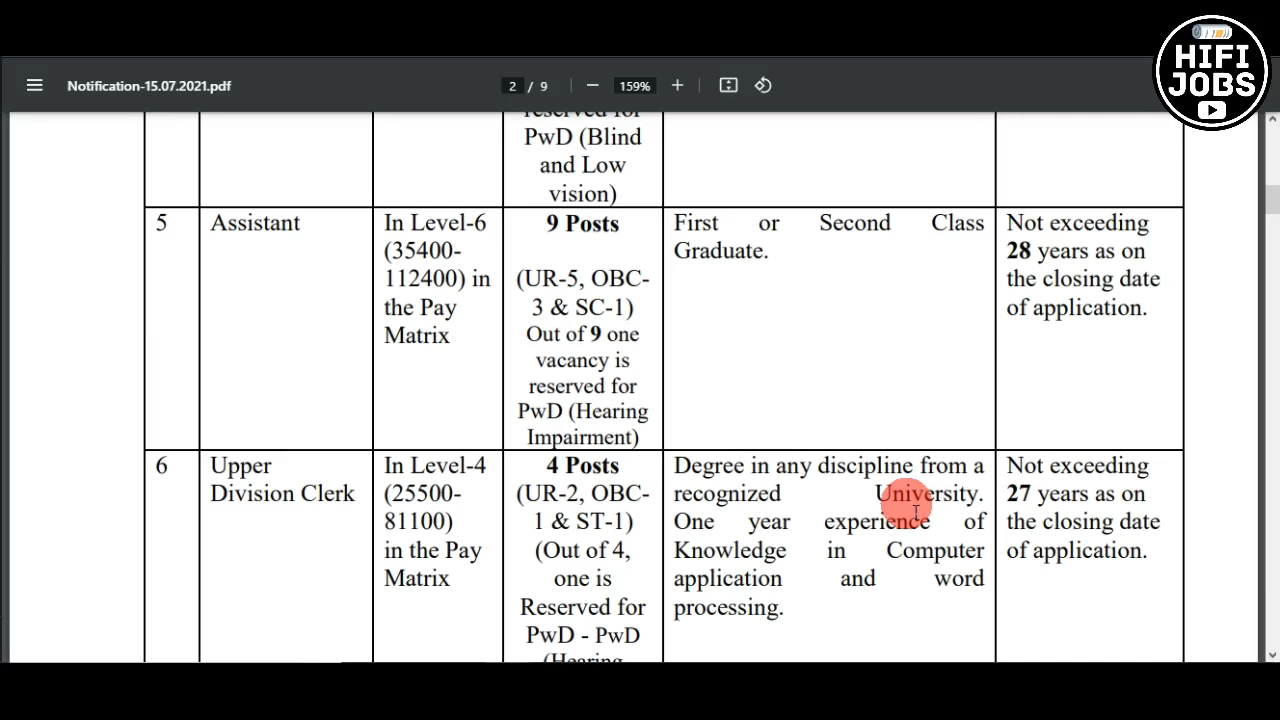 HIFI
JOBS
Notification-15.07.2021.pdf
2 / 9
159%
reserved for
PwD (Blind
and Low
vision)
5
Assistant
In Level-6
(35400-
112400) in
the Pay
Matrix
9 Posts
(UR-5, OBC-
3 & SC-1)
Out of 9 one
vacancy is
reserved for
PwD (Hearing
Impairment)
First or Second Class
Graduate.
Not exceeding
28 years as on
the closing date
of application.
6
Upper
Division Clerk
In Level-4
(25500-
81100)
in the Pay
Matrix
4 Posts
(UR-2, OBC-
1 & ST-1)
(Out of 4,
one is
Reserved for
PwD - PwD
(Hearing
Degree in any discipline from a
recognized University.
One year experience of
Knowledge in Computer
application and word
processing.
Not exceeding
27 years as on
the closing date
of application.